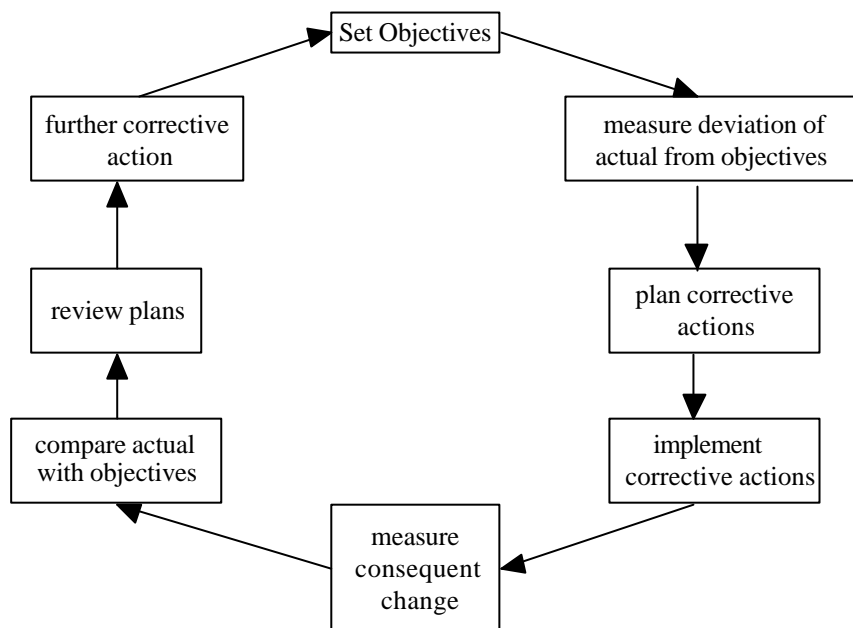 Set Objectives
measure deviation of
actual from objectives
plan corrective
actions
implement
corrective actions
measure
consequent
change
compare actual
with objectives
review plans
further corrective
action